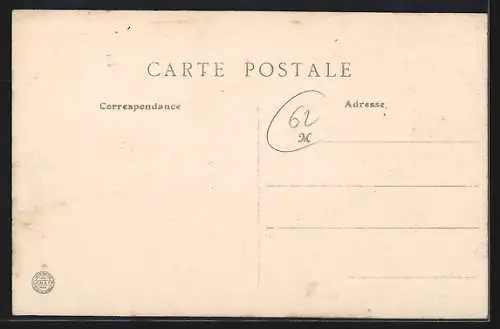 CARTE POSTALE
Correspondance
Adresse
62